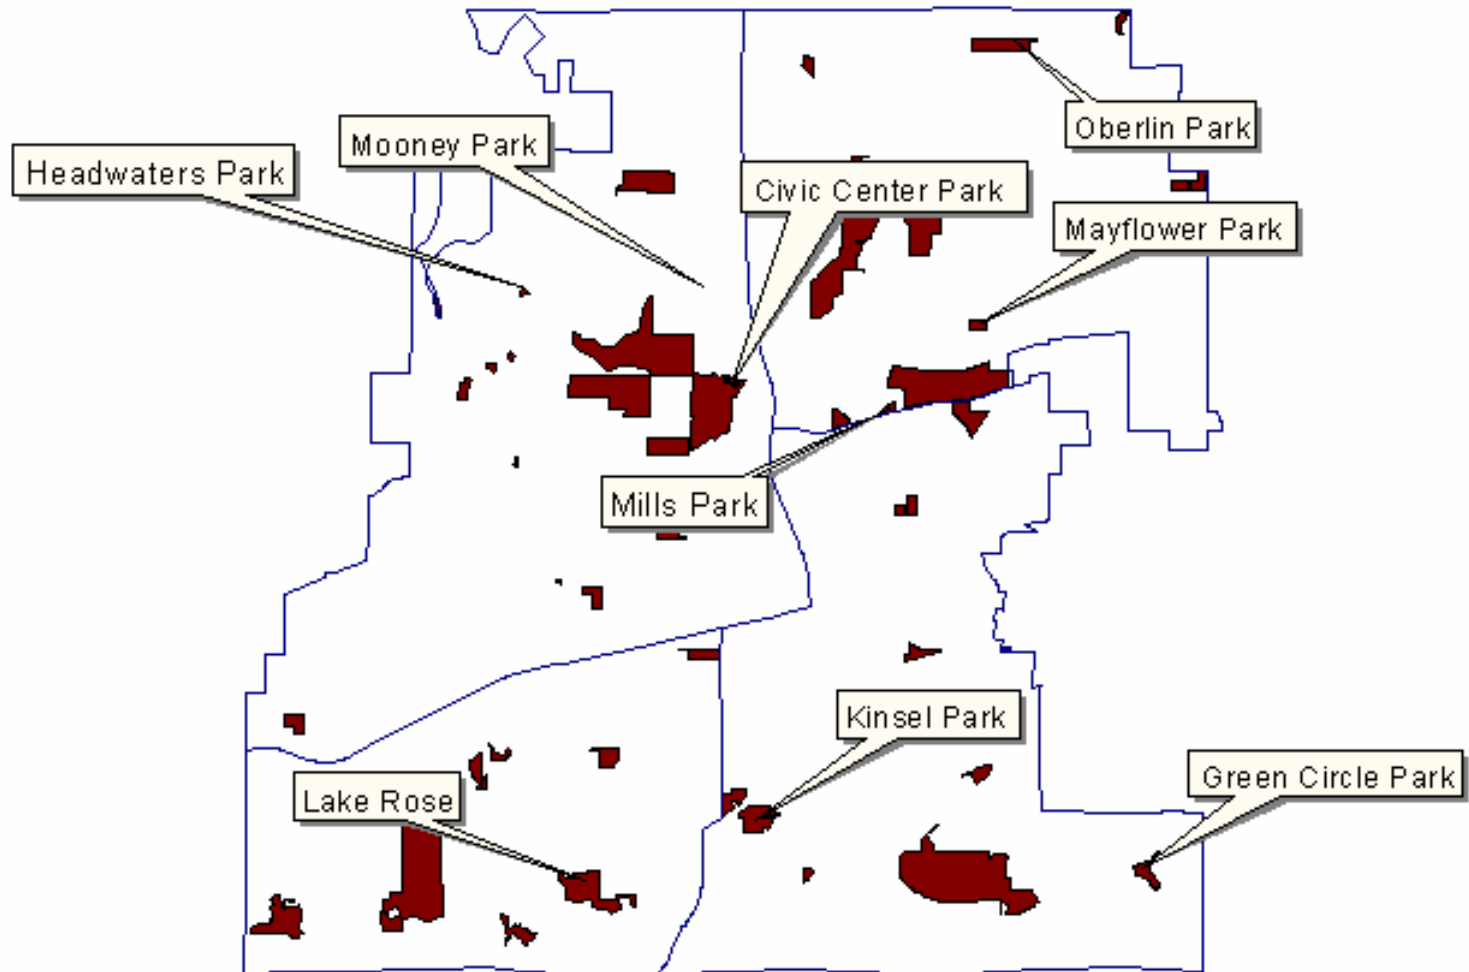 Oberlin Park
Mooney Park
Headwaters Park
Civic Center Park
Mayflower Park
Mills Park
Kinsel Park
Green Circle Park
Lake Rose